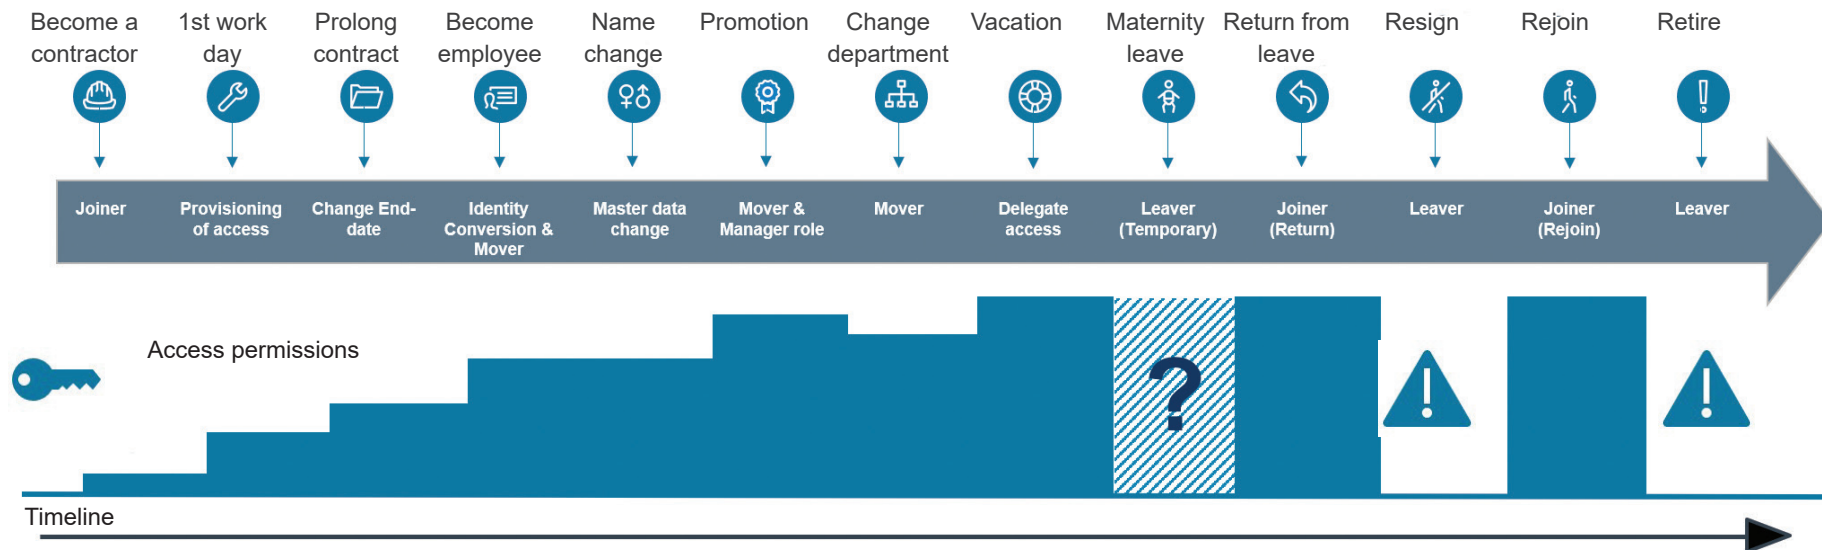 Become a
contractor
1st work
day
Prolong
contract
Become
employee
Name
change
Promotion
Change
department
Vacation
Maternity
leave
Return from
leave
Resign
Rejoin
Retire
Joiner
Provisioning
of access
Change End-
date
Identity
Conversion &
Mover
Master data
change
Mover &
Manager role
Mover
Delegate
access
Leaver
(Temporary)
Joiner
(Return)
Leaver
Joiner
(Rejoin)
Leaver
Access permissions
?
!
!
Timeline